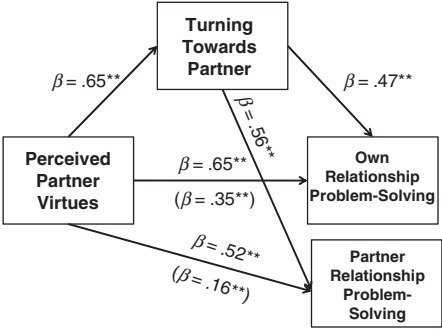 Turning
Towards
Partner
β = .65**
β = .47**
β = .56**
Perceived
Partner
Virtues
β = .65**
(β = .35**)
Own
Relationship
Problem-Solving
β = .52**
(β = .16**)
Partner
Relationship
Problem-
Solving